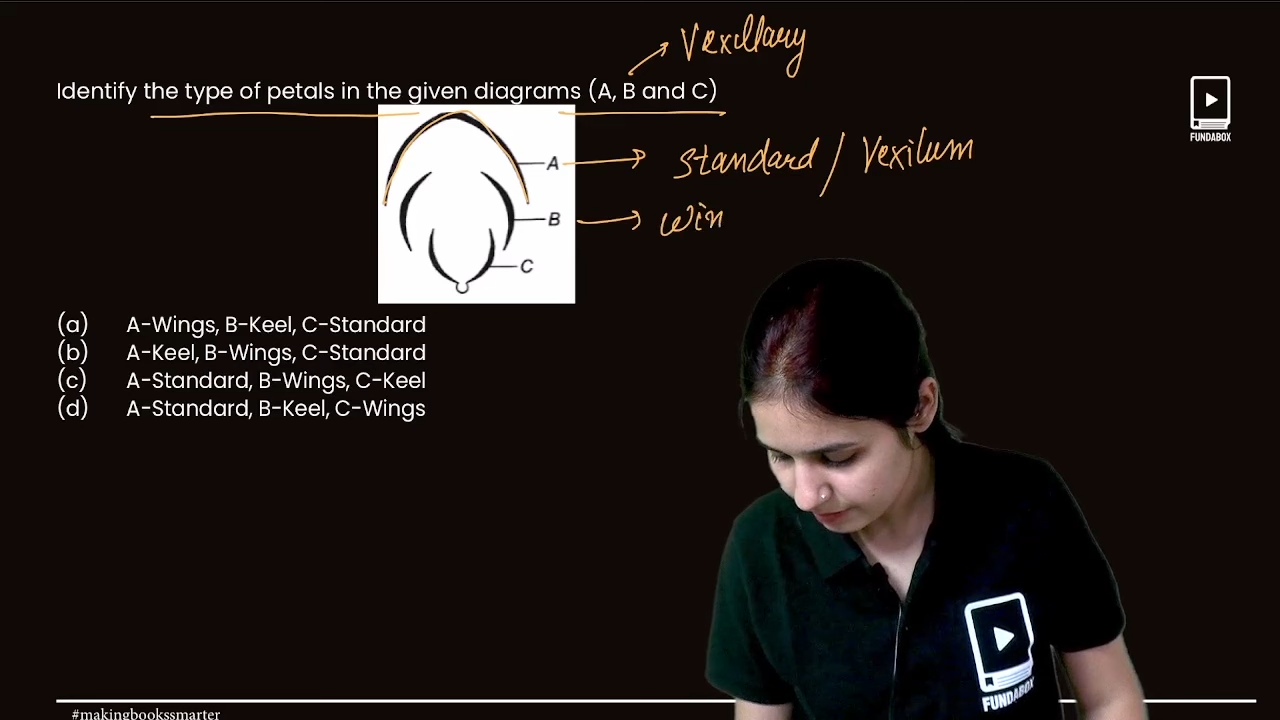 Vexillary
Identify the type of petals in the given diagrams (A, B and C)
FUNDABOX
A
Standard / Vexilum
B
Win
C
(a) A-Wings, B-Keel, C-Standard
(b) A-Keel, B-Wings, C-Standard
(c) A-Standard, B-Wings, C-Keel
(d) A-Standard, B-Keel, C-Wings
FUNDABOX
#makingbookssmarter